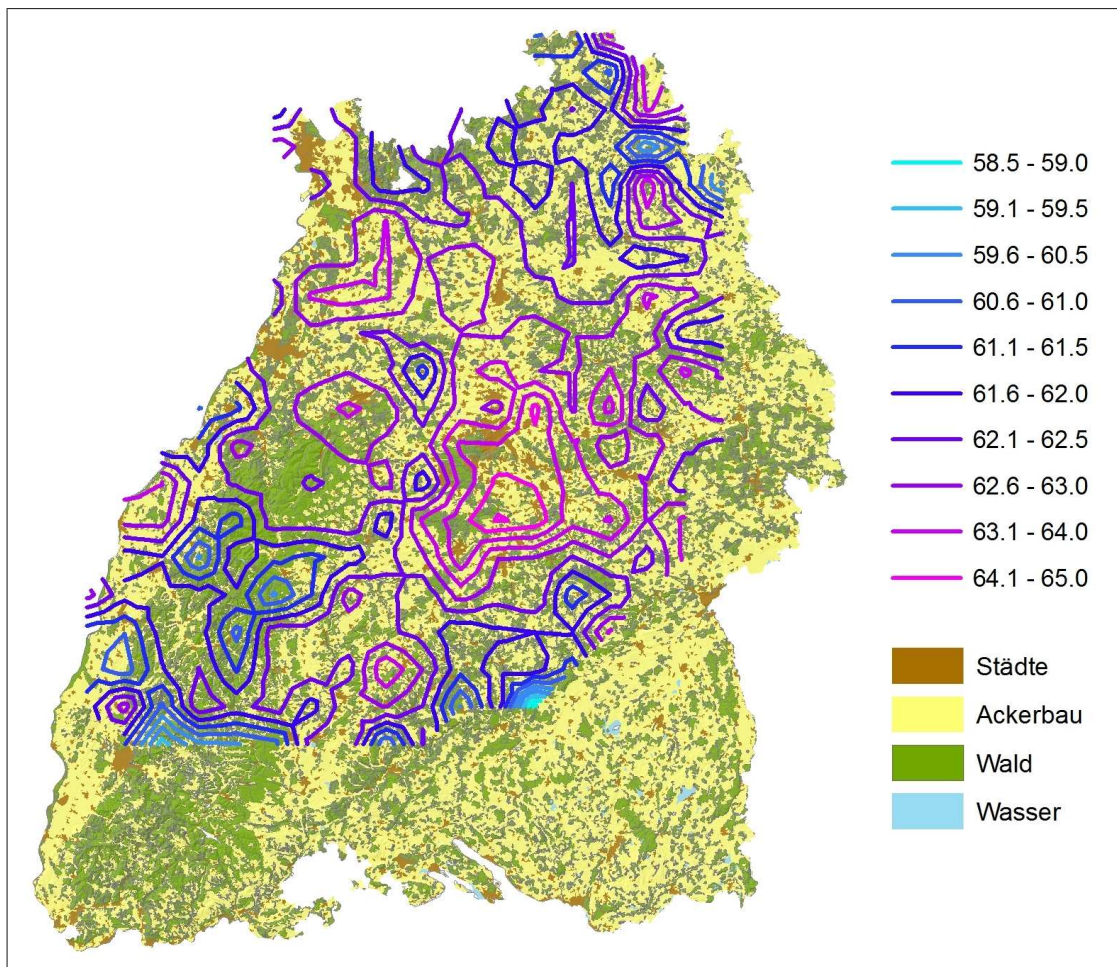 58.5 - 59.0
59.1 - 59.5
59.6 - 60.5
60.6 - 61.0
61.1 - 61.5
61.6 - 62.0
62.1 - 62.5
62.6 - 63.0
63.1 - 64.0
64.1 - 65.0
Städte
Ackerbau
Wald
Wasser